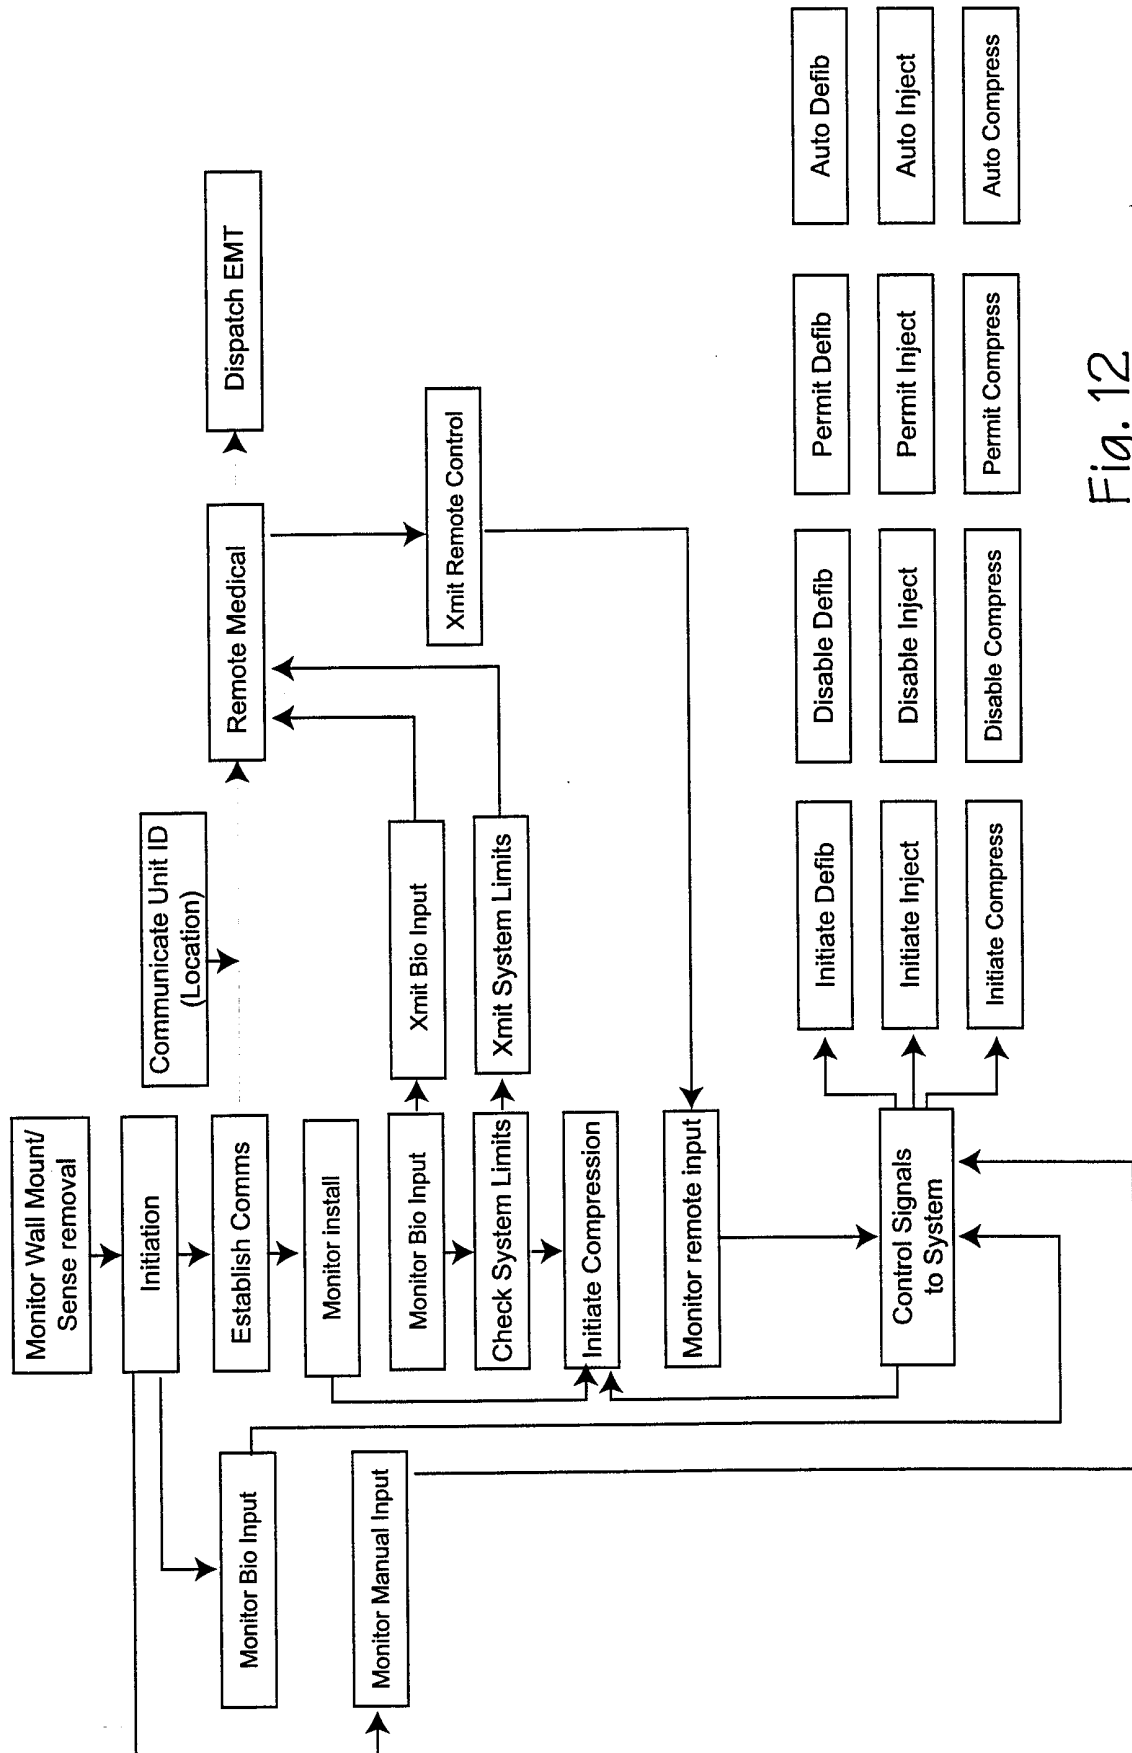 Monitor Wall Mount/
Sense removal
Initiation
Establish Comms
Communicate Unit ID
(Location)
Remote Medical
Dispatch EMT
Monitor install
Monitor Bio Input
Xmit Bio Input
Check System Limits
Xmit System Limits
Xmit Remote Control
Initiate Compression
Monitor remote input
Monitor Bio Input
Monitor Manual Input
Control Signals
to System
Initiate Defib
Disable Defib
Permit Defib
Auto Defib
Initiate Inject
Disable Inject
Permit Inject
Auto Inject
Initiate Compress
Disable Compress
Permit Compress
Auto Compress
Fig. 12